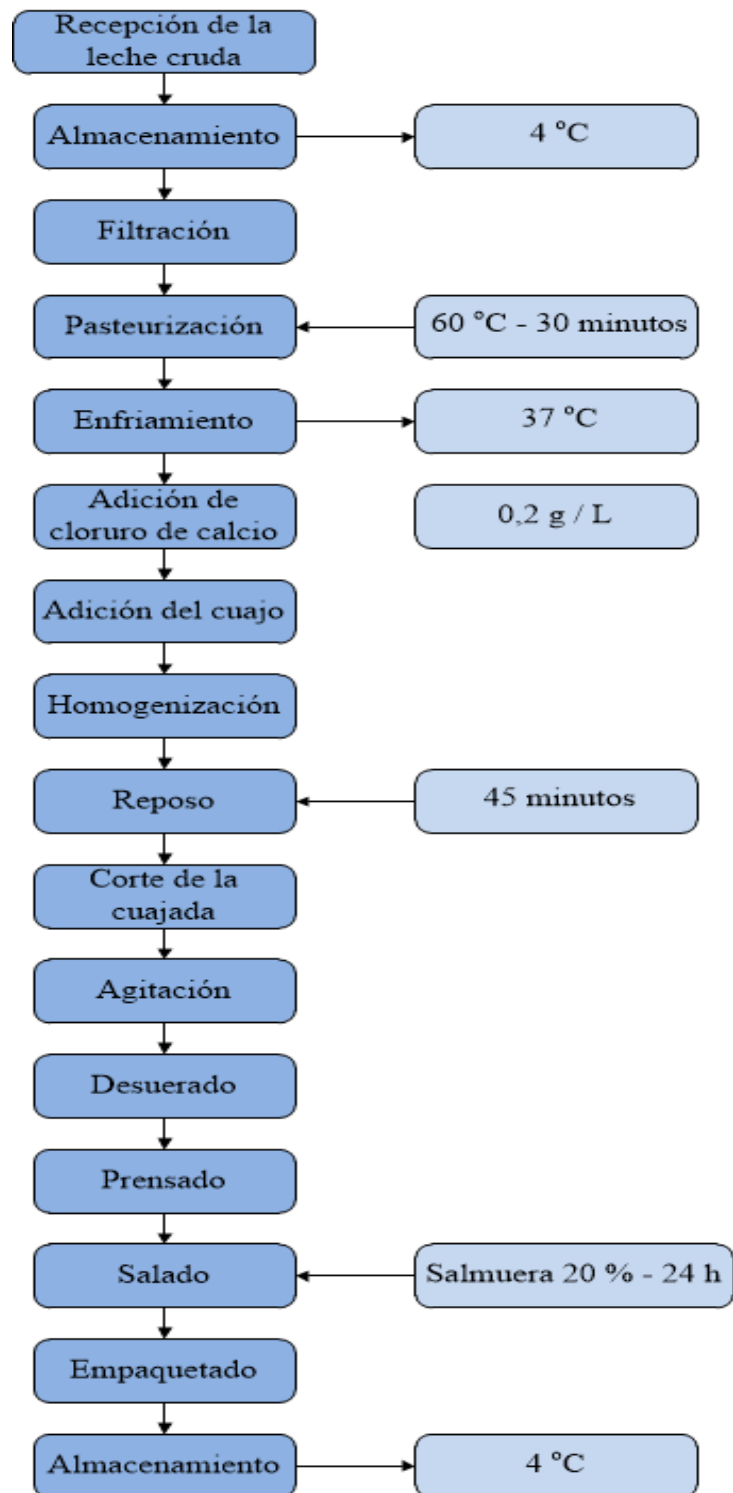 Recepción de la
leche cruda
Almacenamiento
4 °C
Filtración
Pasteurización
60 °C - 30 minutos
Enfriamiento
37 °C
Adición de
cloruro de calcio
0,2 g / L
Adición del cuajo
Homogenización
Reposo
45 minutos
Corte de la
cuajada
Agitación
Desuerado
Prensado
Salado
Salmuera 20 % - 24 h
Empaquetado
Almacenamiento
4 °C